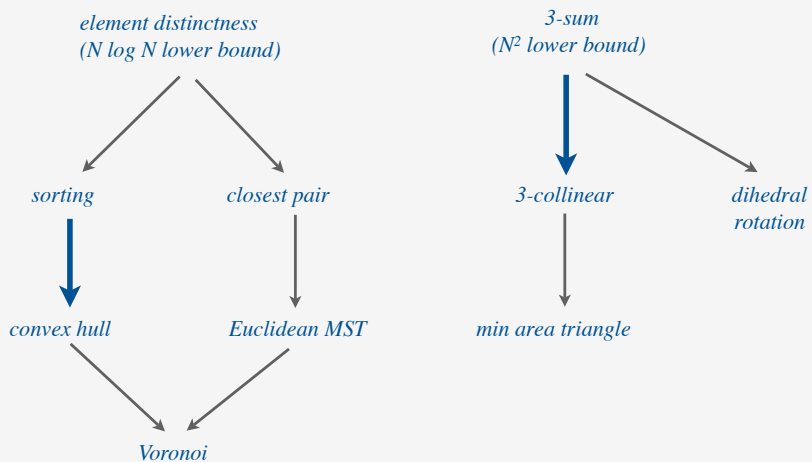 element distinctness
(N log N lower bound)
3-sum
(N² lower bound)
sorting
closest pair
3-collinear
dihedral
rotation
convex hull
Euclidean MST
min area triangle
Voronoi